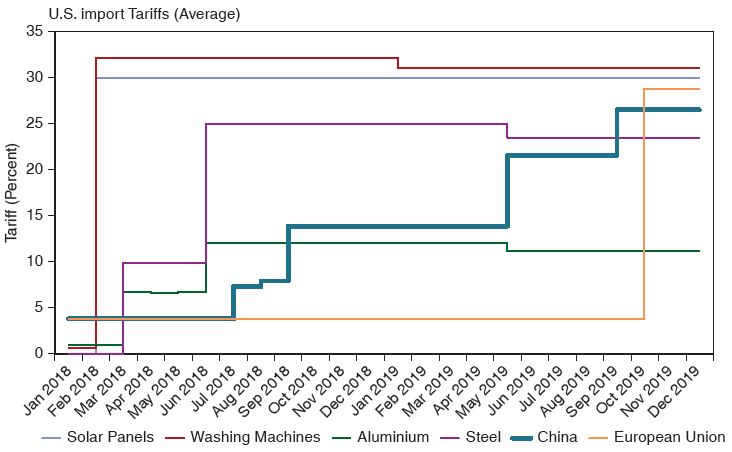 U.S. import Tariffs (Average)
35
30
25
20
15
10
5
0
Tariff (Percent)
Jan 2018
Feb 2018
Mar 2018
Apr 2018
May 2018
Jun 2018
Jul 2018
Aug 2018
Sep 2018
Oct 2018
Nov 2018
Dec 2018
Jan 2019
Feb 2019
Mar 2019
Apr 2019
May 2019
Jun 2019
Jul 2019
Aug 2019
Sep 2019
Oct 2019
Nov 2019
Dec 2019
Solar Panels Washing Machines Aluminium Steel China European Union